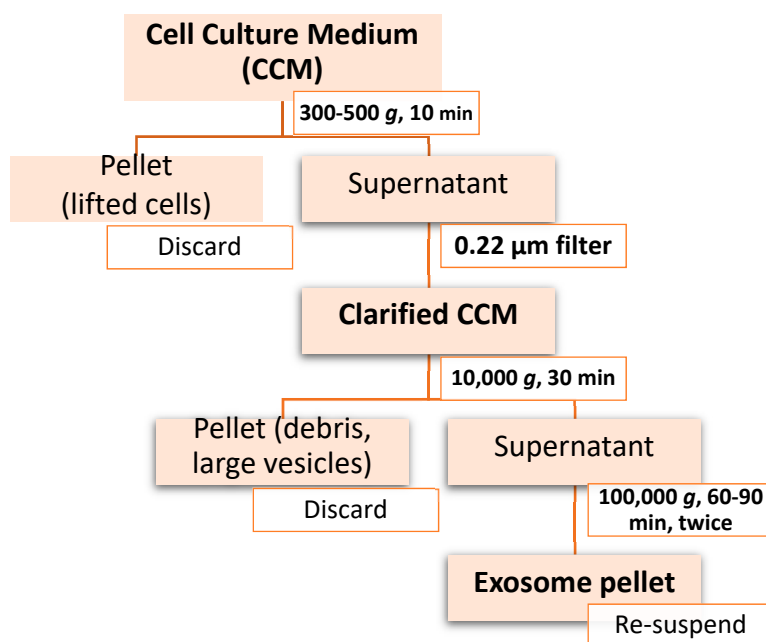 Cell Culture Medium
(CCM)
300-500 g, 10 min
Pellet
(lifted cells)
Supernatant
Discard
0.22 µm filter
Clarified CCM
10,000 g, 30 min
Pellet (debris,
large vesicles)
Supernatant
Discard
100,000 g, 60-90
min, twice
Exosome pellet
Re-suspend